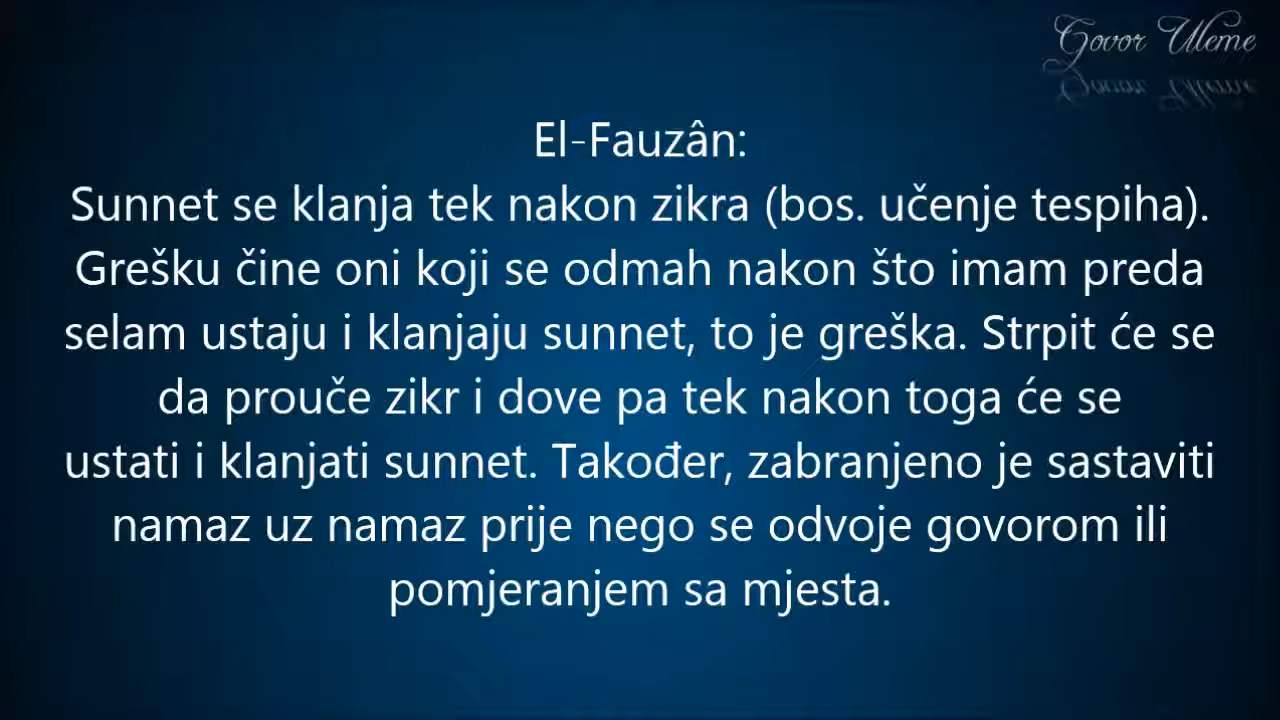 Govor Uleme
El-Fauzân:
Sunnet se klanja tek nakon zikra (bos. učenje tespiha).
Grešku čine oni koji se odmah nakon što imam preda
selam ustaju i klanjaju sunnet, to je greška. Strpit će se
da prouče zikr i dove pa tek nakon toga će se
ustati i klanjati sunnet. Također, zabranjeno je sastaviti
namaz uz namaz prije nego se odvoje govorom ili
pomjeranjem sa mjesta.